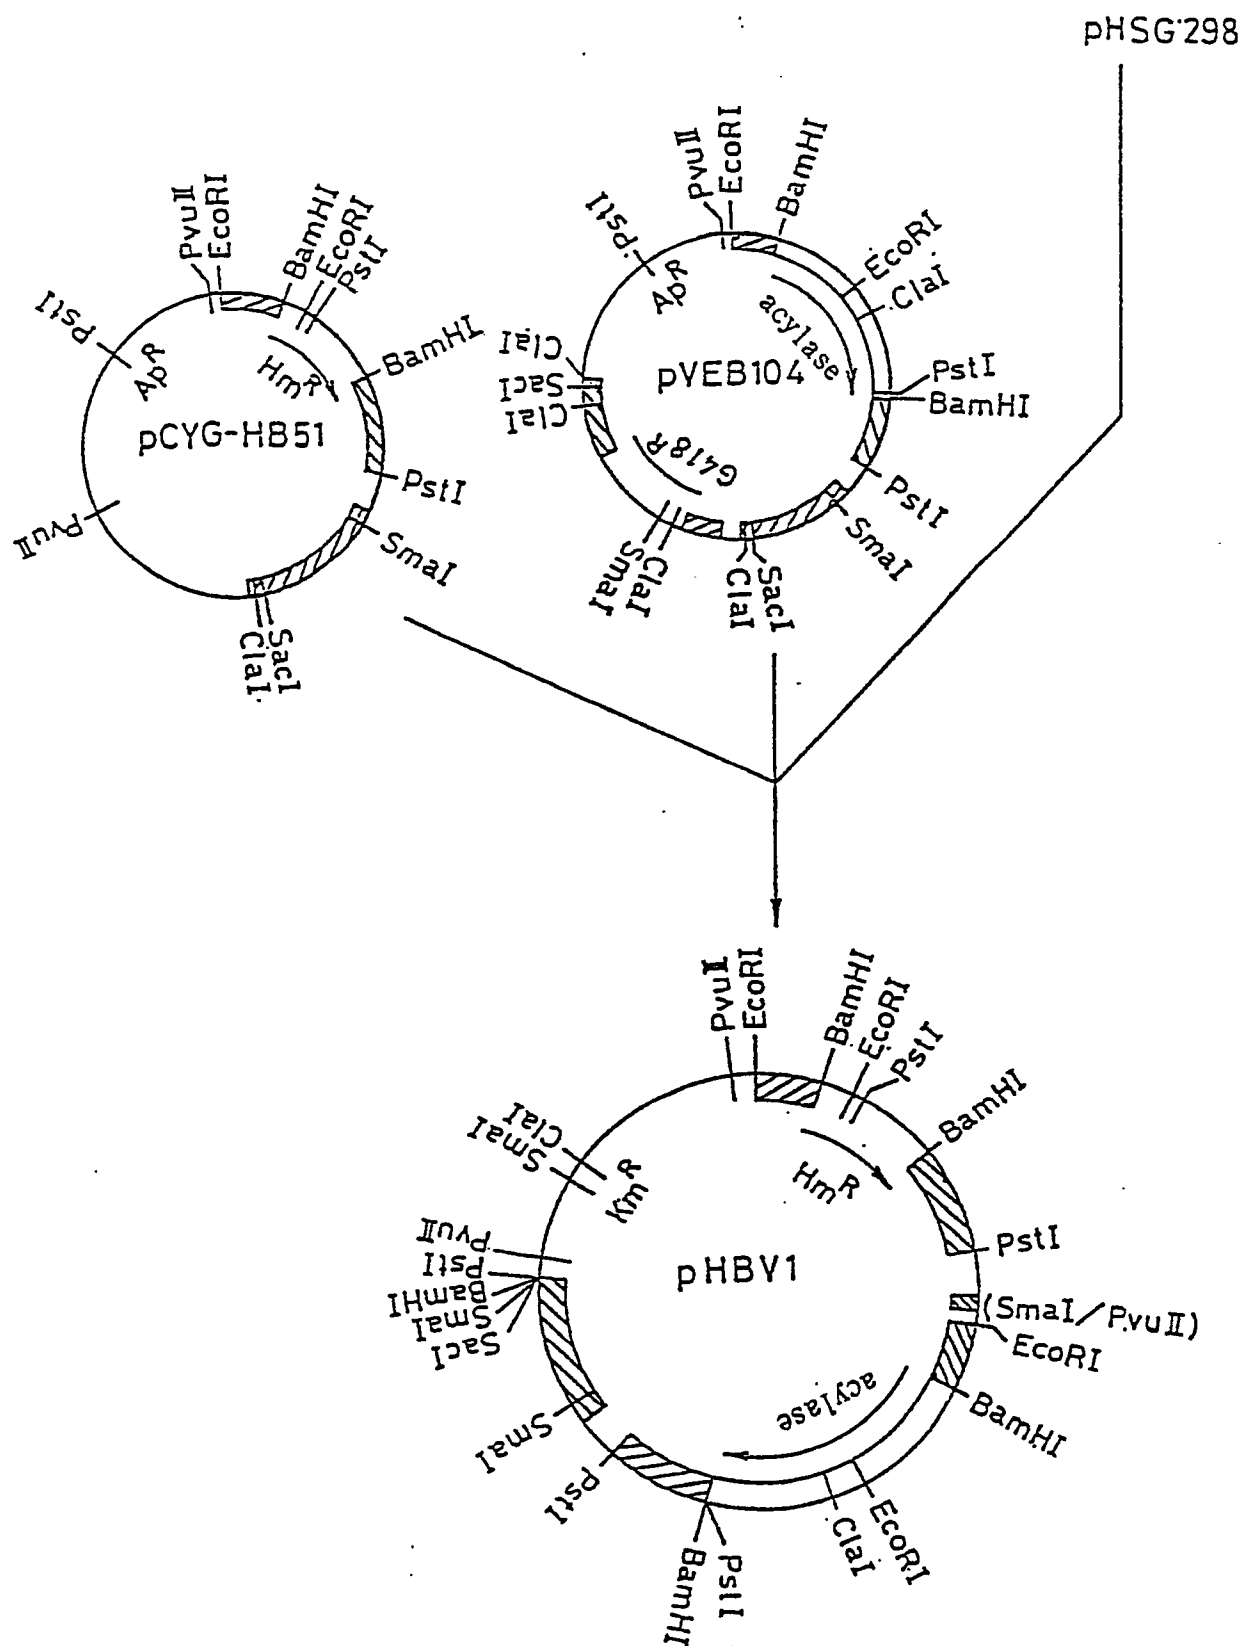 pHSG298
PvuII
EcoRI
BamHI
EcoRI
PstI
BamHI
PstI
SmaI
SacI
ClaI
PvuII
PstI
ApR
HmR
pCYG-HB51
PvuII
EcoRI
BamHI
EcoRI
ClaI
PstI
BamHI
PstI
SmaI
SacI
ClaI
ClaI
SmaI
ClaI
SacI
ClaI
PstI
ApR
acylase
G418R
pYEB104
PvuII
EcoRI
BamHI
EcoRI
PstI
BamHI
PstI
(SmaI/PvuII)
EcoRI
BamHI
EcoRI
ClaI
PstI
BamHI
PstI
SmaI
SacI
SmaI
BamHI
PstI
PvuII
SmaI
ClaI
KmR
HmR
acylase
pHBV1